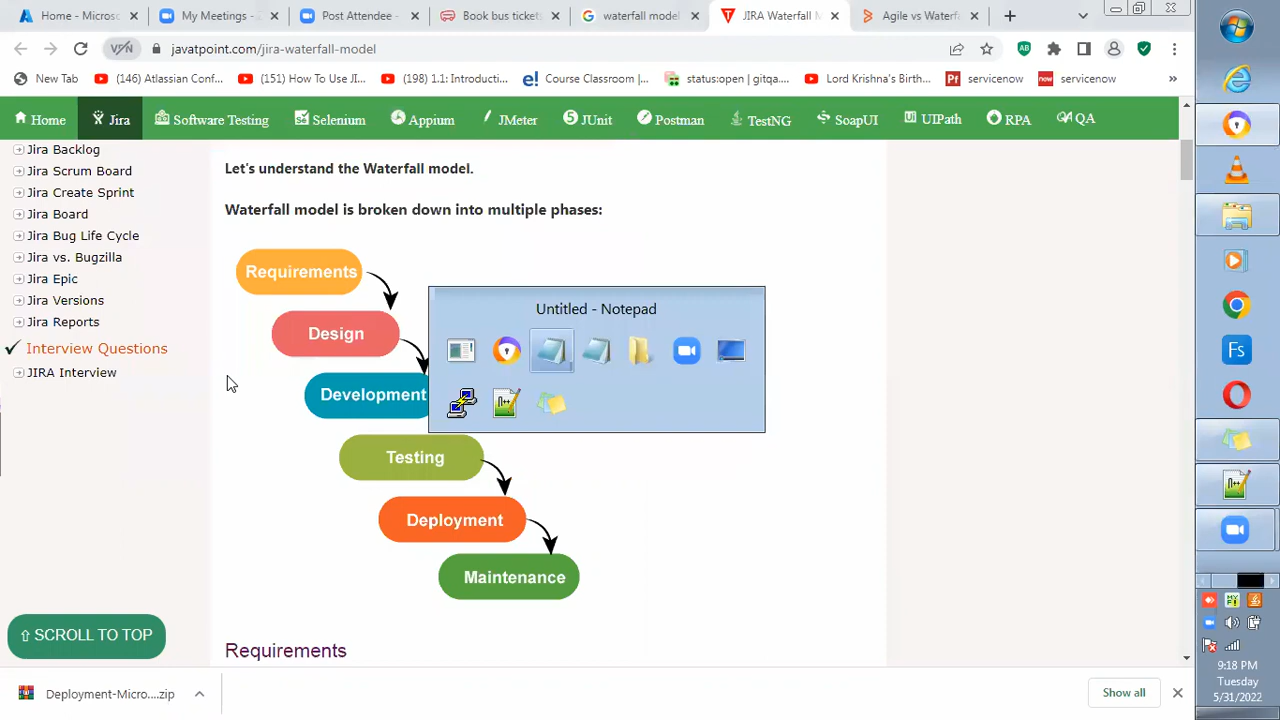 Home - Micros
My Meetings -
Post Attendee -
Book bus ticket
waterfall model
JIRA Waterfall M
Agile vs Waterf
VPN
javatpoint.com/jira-waterfall-model
AB
New Tab
(146) Atlassian Conf...
(151) How To Use JI...
(198) 1.1: Introducti...
Course Classroom |...
status:open | gitqa....
Lord Krishna's Birth...
servicenow
servicenow
»
Home
Jira
Software Testing
Selenium
Appium
JMeter
JUnit
Postman
TestNG
SoapUI
UIPath
RPA
QA
Jira Backlog
Jira Scrum Board
Jira Create Sprint
Jira Board
Jira Bug Life Cycle
Jira vs. Bugzilla
Jira Epic
Jira Versions
Jira Reports
Interview Questions
JIRA Interview
⇧ SCROLL TO TOP
Let's understand the Waterfall model.
Waterfall model is broken down into multiple phases:
Requirements
Design
Development
Testing
Deployment
Maintenance
Untitled - Notepad
Requirements
Deployment-Micro....zip
Show all
Fs
9:18 PM
Tuesday
5/31/2022